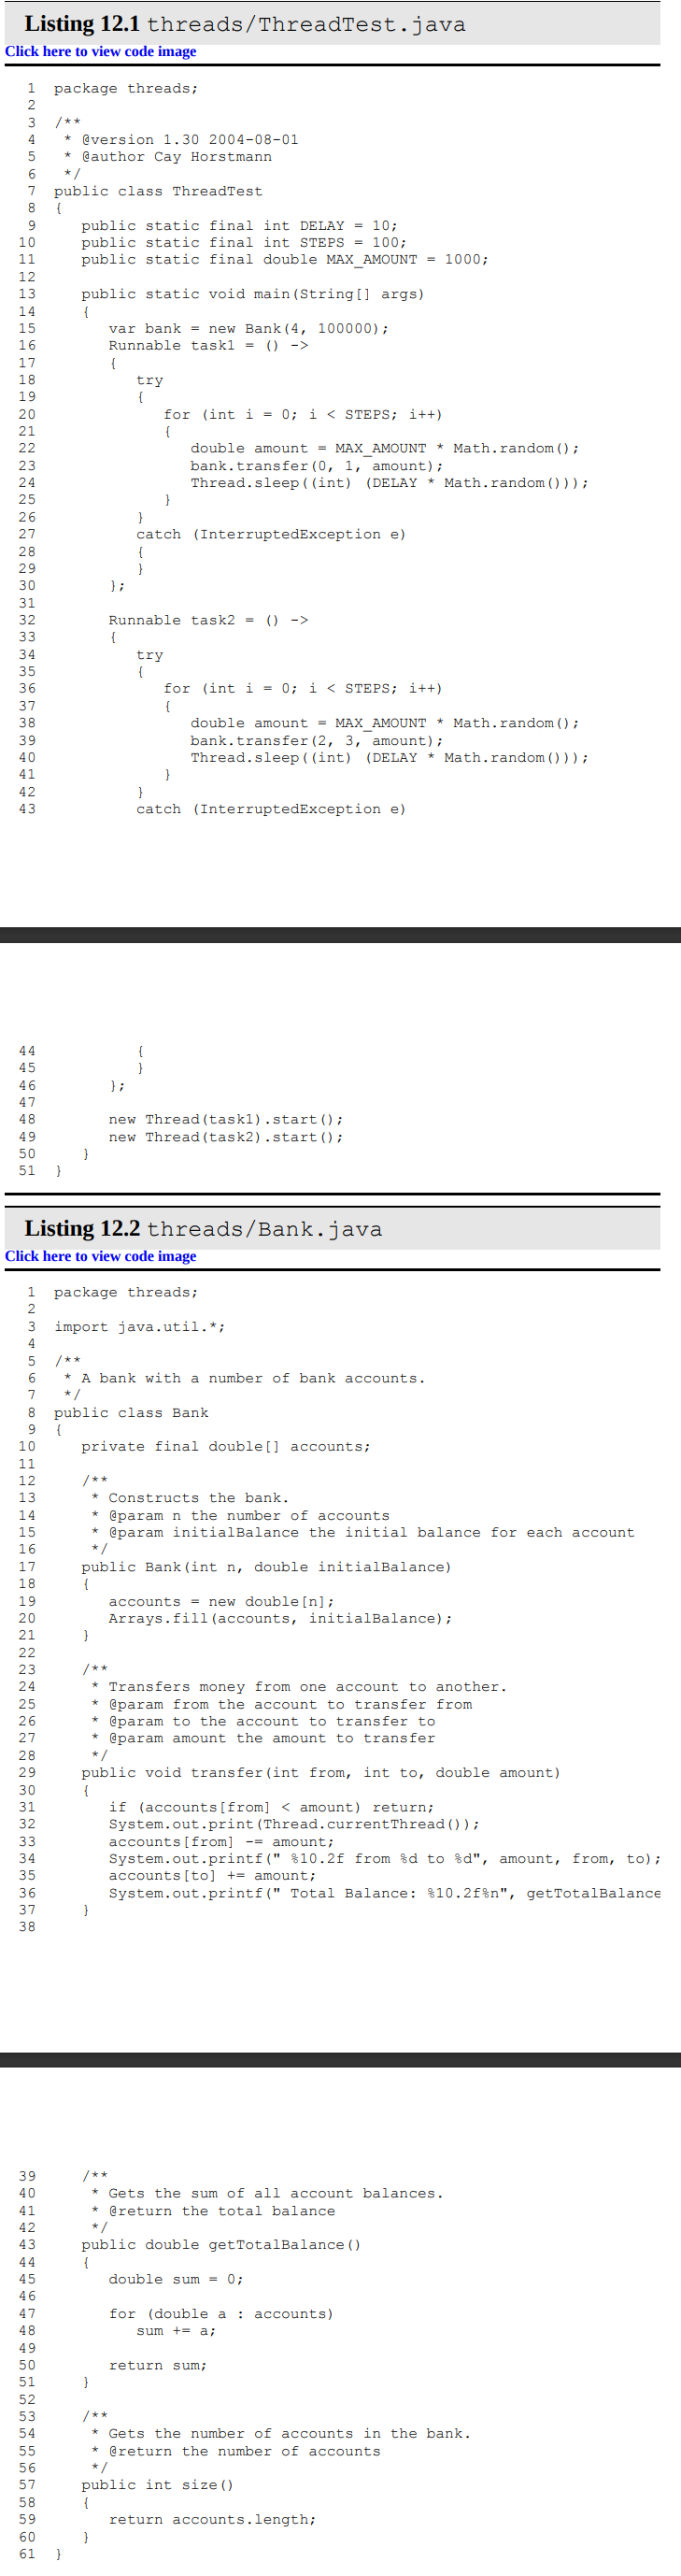 Listing 12.1 threads/ThreadTest.java
Click here to view code image
1 package threads;
2
3 /**
4  * @version 1.30 2004-08-01
5  * @author Cay Horstmann
6  */
7 public class ThreadTest
8 {
9    public static final int DELAY = 10;
10    public static final int STEPS = 100;
11    public static final double MAX_AMOUNT = 1000;
12
13    public static void main(String[] args)
14    {
15       var bank = new Bank(4, 100000);
16       Runnable task1 = () ->
17       {
18          try
19          {
20             for (int i = 0; i < STEPS; i++)
21             {
22                double amount = MAX_AMOUNT * Math.random();
23                bank.transfer(0, 1, amount);
24                Thread.sleep((int) (DELAY * Math.random()));
25             }
26          }
27          catch (InterruptedException e)
28          {
29          }
30       };
31
32       Runnable task2 = () ->
33       {
34          try
35          {
36             for (int i = 0; i < STEPS; i++)
37             {
38                double amount = MAX_AMOUNT * Math.random();
39                bank.transfer(2, 3, amount);
40                Thread.sleep((int) (DELAY * Math.random()));
41             }
42          }
43          catch (InterruptedException e)
44          {
45          }
46       };
47
48       new Thread(task1).start();
49       new Thread(task2).start();
50    }
51 }
Listing 12.2 threads/Bank.java
Click here to view code image
1 package threads;
2
3 import java.util.*;
4
5 /**
6  * A bank with a number of bank accounts.
7  */
8 public class Bank
9 {
10    private final double[] accounts;
11
12    /**
13     * Constructs the bank.
14     * @param n the number of accounts
15     * @param initialBalance the initial balance for each account
16     */
17    public Bank(int n, double initialBalance)
18    {
19       accounts = new double[n];
20       Arrays.fill(accounts, initialBalance);
21    }
22
23    /**
24     * Transfers money from one account to another.
25     * @param from the account to transfer from
26     * @param to the account to transfer to
27     * @param amount the amount to transfer
28     */
29    public void transfer(int from, int to, double amount)
30    {
31       if (accounts[from] < amount) return;
32       System.out.print(Thread.currentThread());
33       accounts[from] -= amount;
34       System.out.printf(" %10.2f from %d to %d", amount, from, to);
35       accounts[to] += amount;
36       System.out.printf(" Total Balance: %10.2f%n", getTotalBalance
37    }
38
39    /**
40     * Gets the sum of all account balances.
41     * @return the total balance
42     */
43    public double getTotalBalance()
44    {
45       double sum = 0;
46
47       for (double a : accounts)
48          sum += a;
49
50       return sum;
51    }
52
53    /**
54     * Gets the number of accounts in the bank.
55     * @return the number of accounts
56     */
57    public int size()
58    {
59       return accounts.length;
60    }
61 }